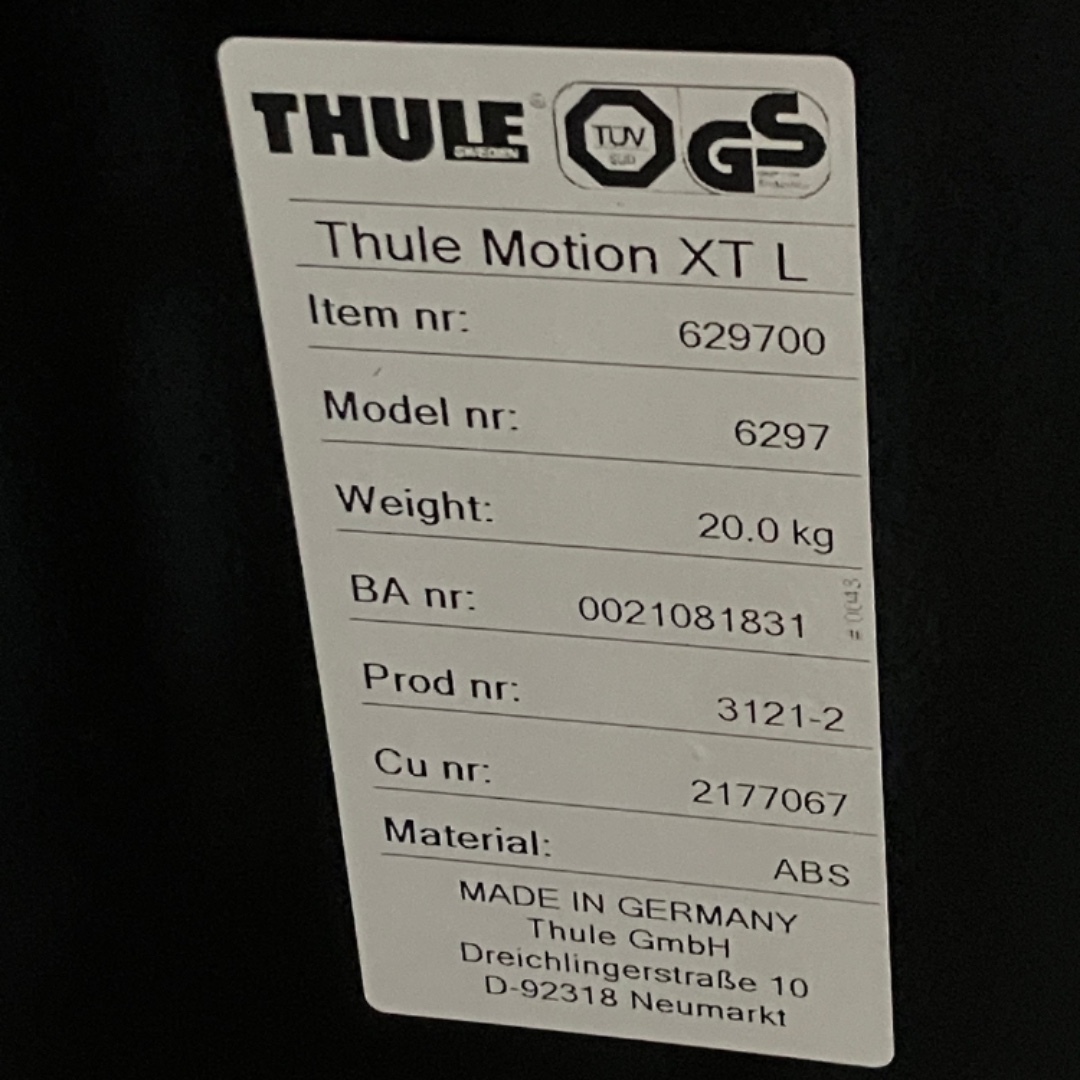 THULE®
SWEDEN
TÜV
SÜD
GS
Thule Motion XT L
Item nr: 629700
Model nr: 6297
Weight: 20.0 kg
BA nr: 0021081831
# 0043
Prod nr: 3121-2
Cu nr: 2177067
Material: ABS
MADE IN GERMANY
Thule GmbH
Dreichlingerstraße 10
D-92318 Neumarkt